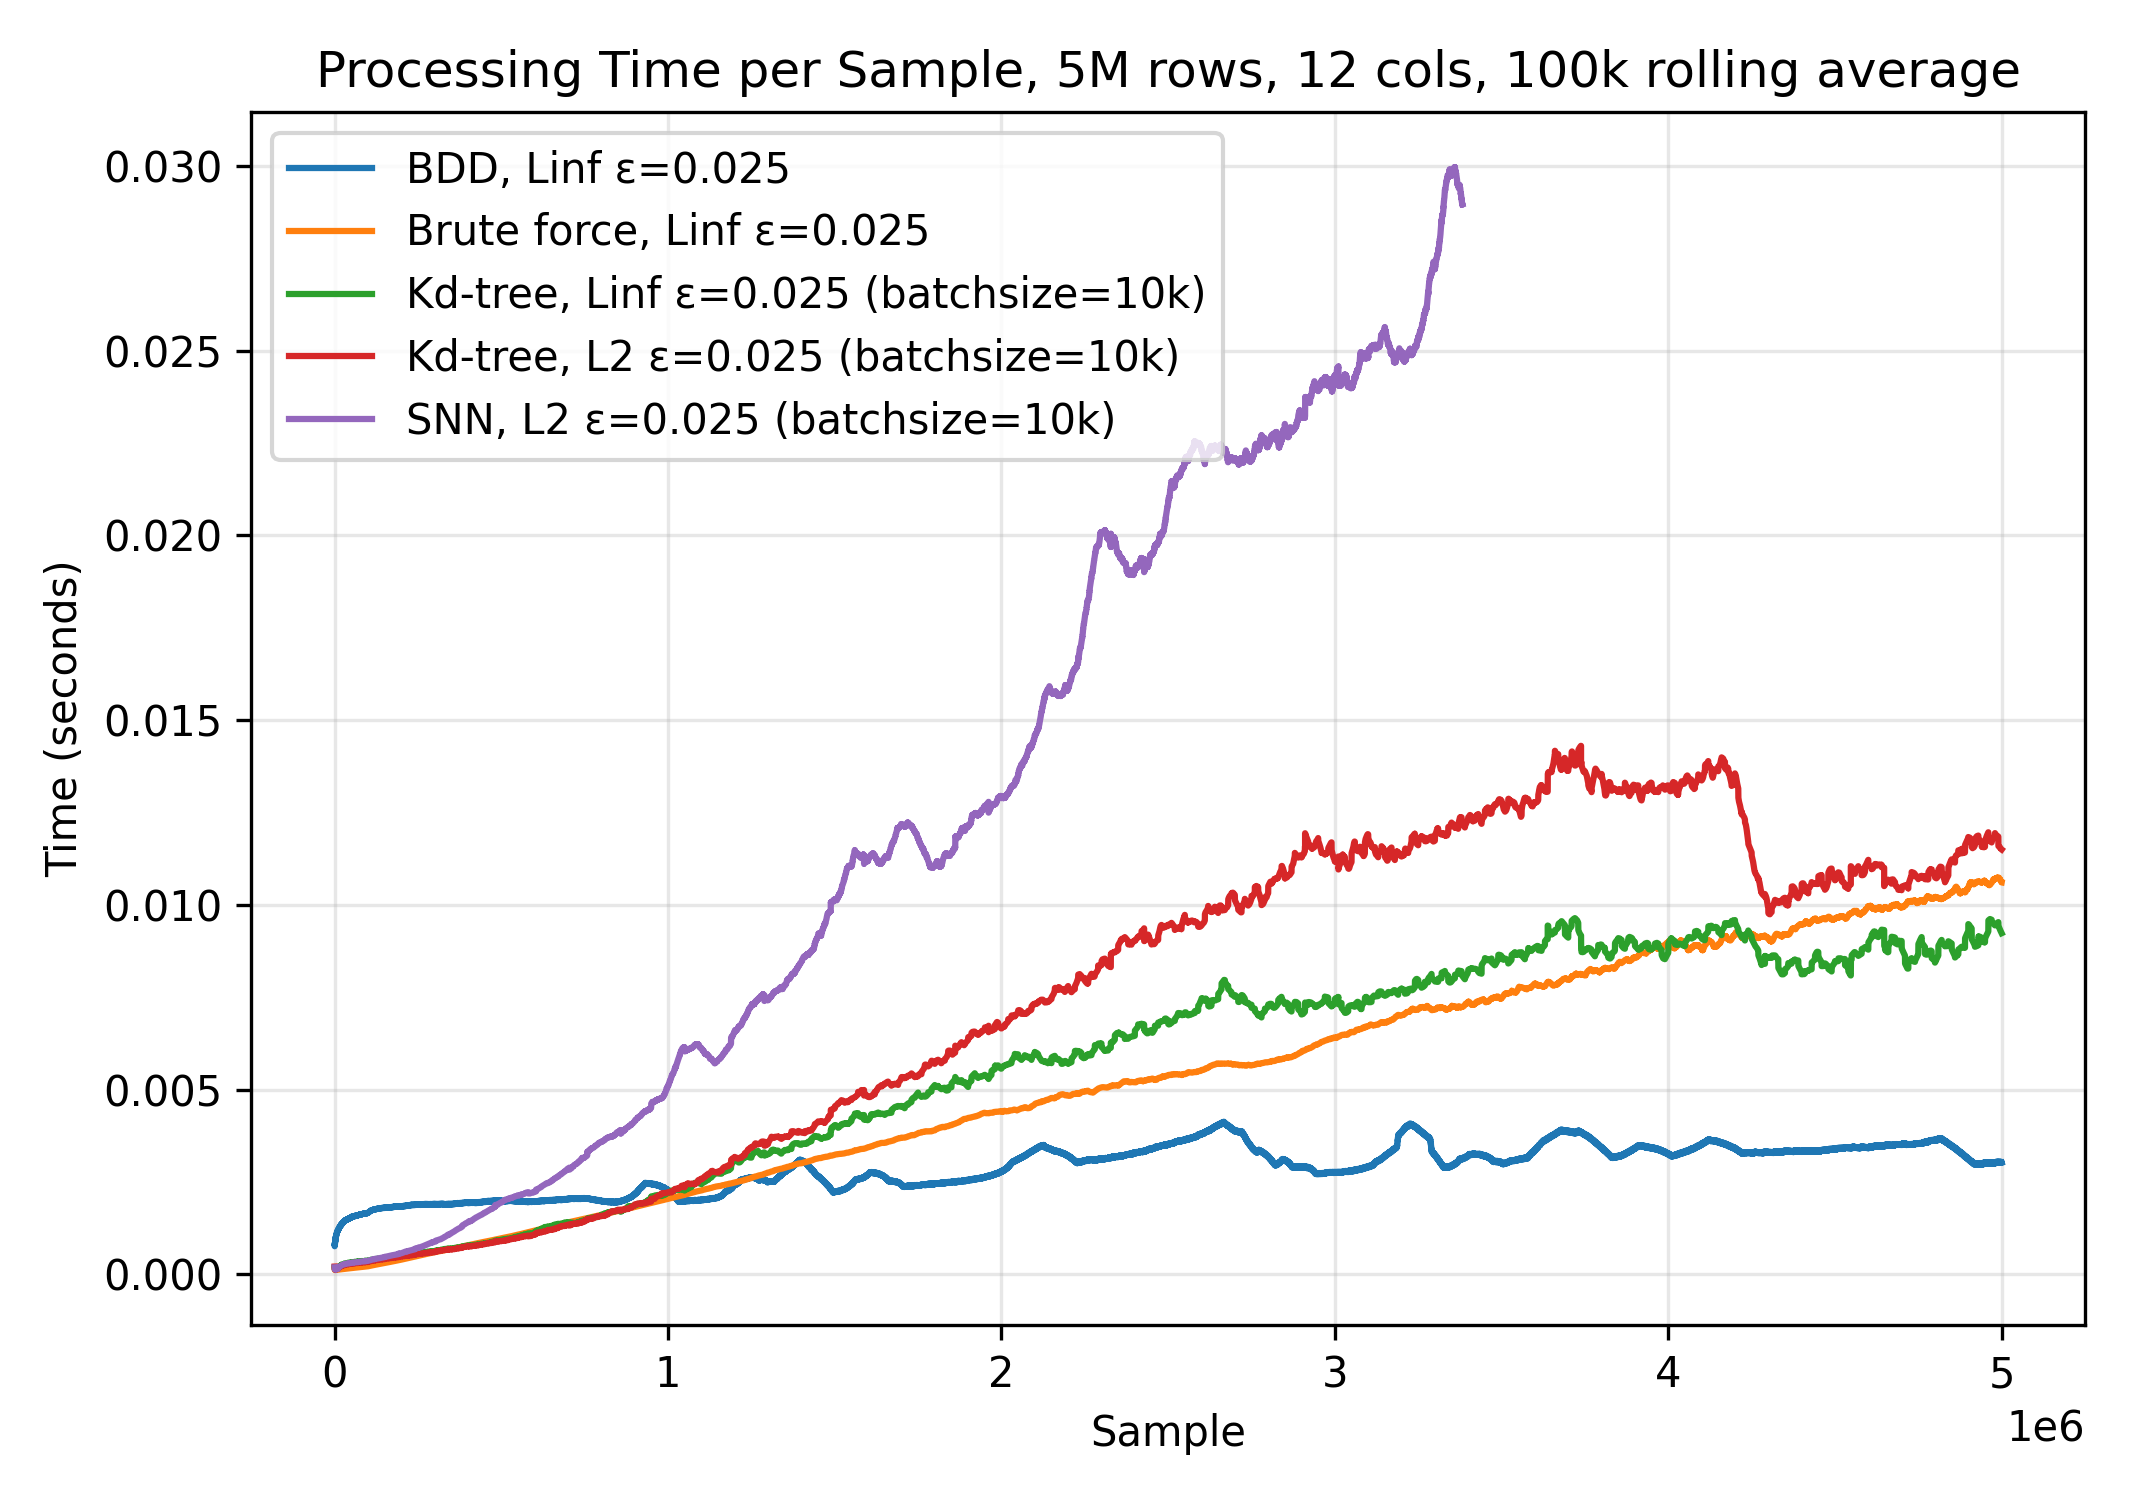 Processing Time per Sample, 5M rows, 12 cols, 100k rolling average
BDD, Linf ε=0.025
Brute force, Linf ε=0.025
Kd-tree, Linf ε=0.025 (batchsize=10k)
Kd-tree, L2 ε=0.025 (batchsize=10k)
SNN, L2 ε=0.025 (batchsize=10k)
0.030
0.025
0.020
0.015
0.010
0.005
0.000
Time (seconds)
0 1 2 3 4 5
1e6
Sample